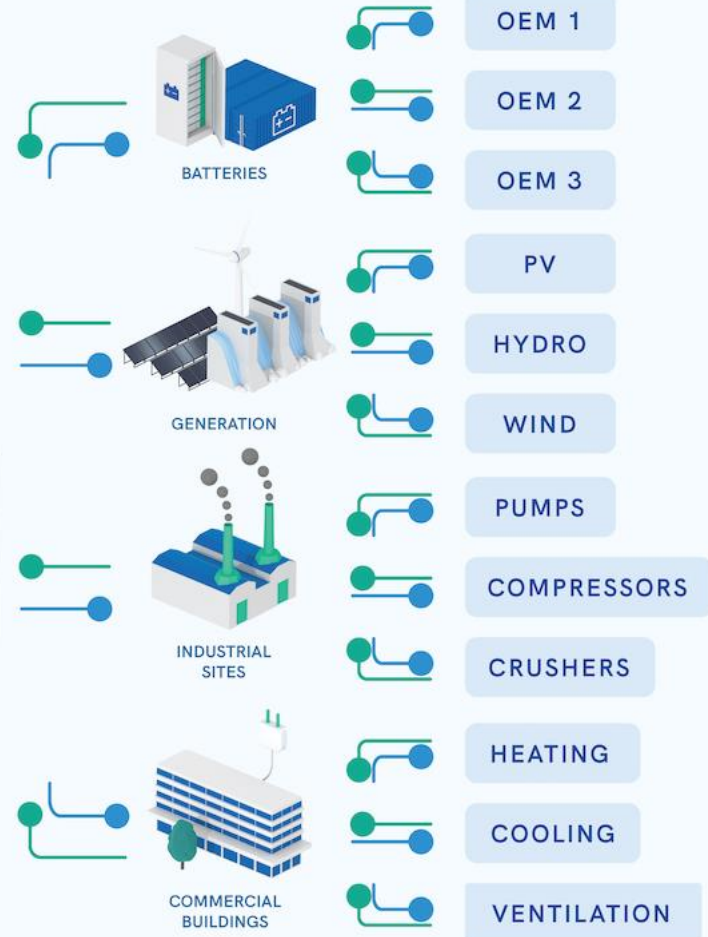 OEM 1
OEM 2
BATTERIES
OEM 3
PV
HYDRO
GENERATION
WIND
PUMPS
COMPRESSORS
INDUSTRIAL
SITES
CRUSHERS
HEATING
COOLING
COMMERCIAL
BUILDINGS
VENTILATION